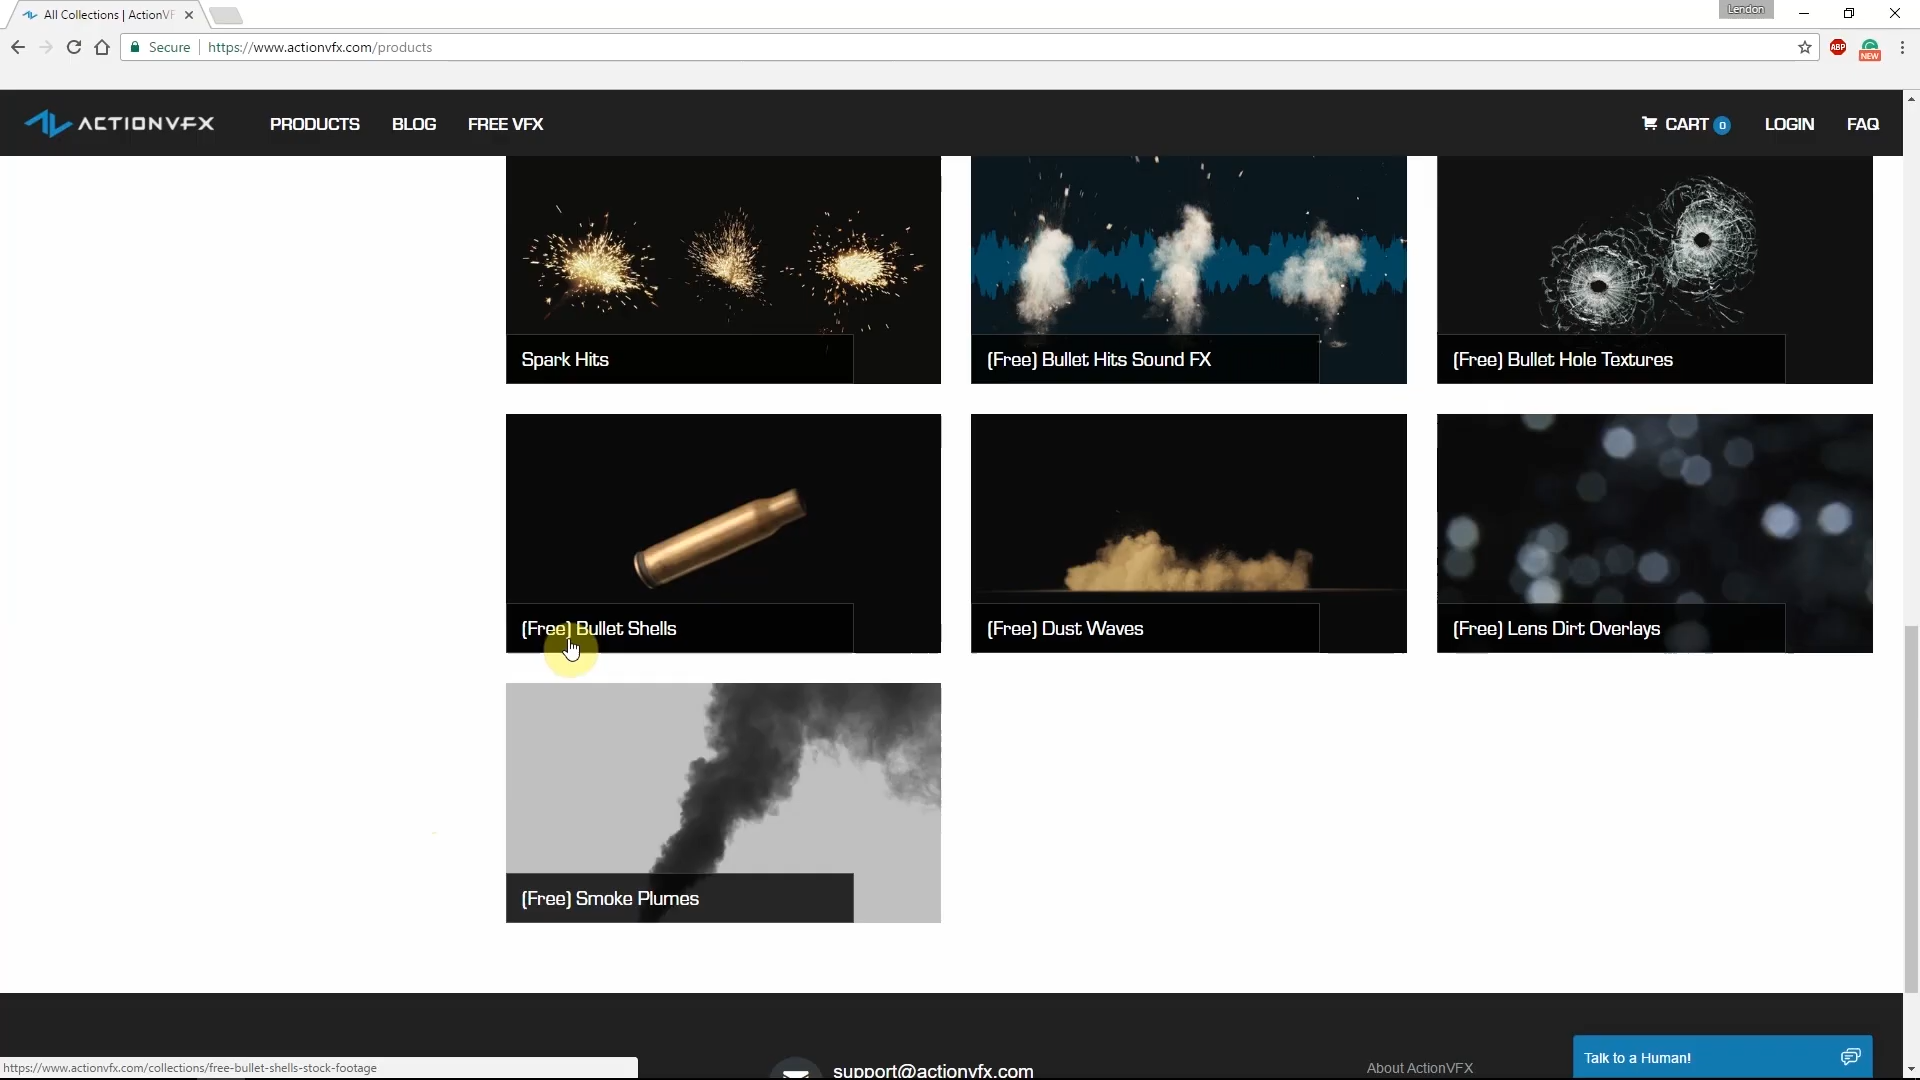 All Collections | ActionVF
Lendon
Secure
https://www.actionvfx.com/products
ABP
NEW
ACTIONVFX
PRODUCTS
BLOG
FREE VFX
CART 0
LOGIN
FAQ
Spark Hits
(Free) Bullet Hits Sound FX
(Free) Bullet Hole Textures
(Free) Bullet Shells
(Free) Dust Waves
(Free) Lens Dirt Overlays
(Free) Smoke Plumes
support@actionvfx.com
About ActionVFX
Talk to a Human!
https://www.actionvfx.com/collections/free-bullet-shells-stock-footage